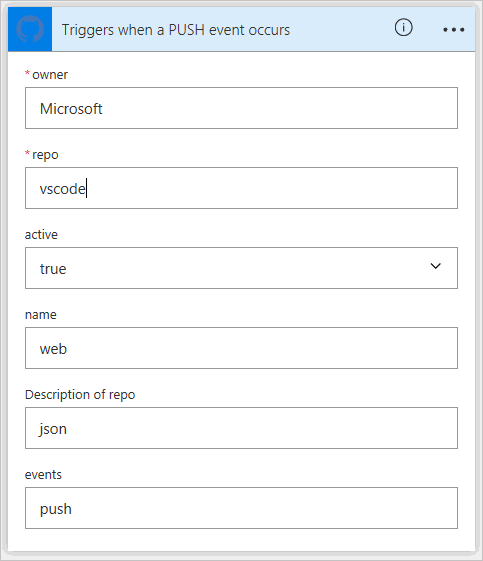 Triggers when a PUSH event occurs
* owner
Microsoft
* repo
vscode
active
true
name
web
Description of repo
json
events
push